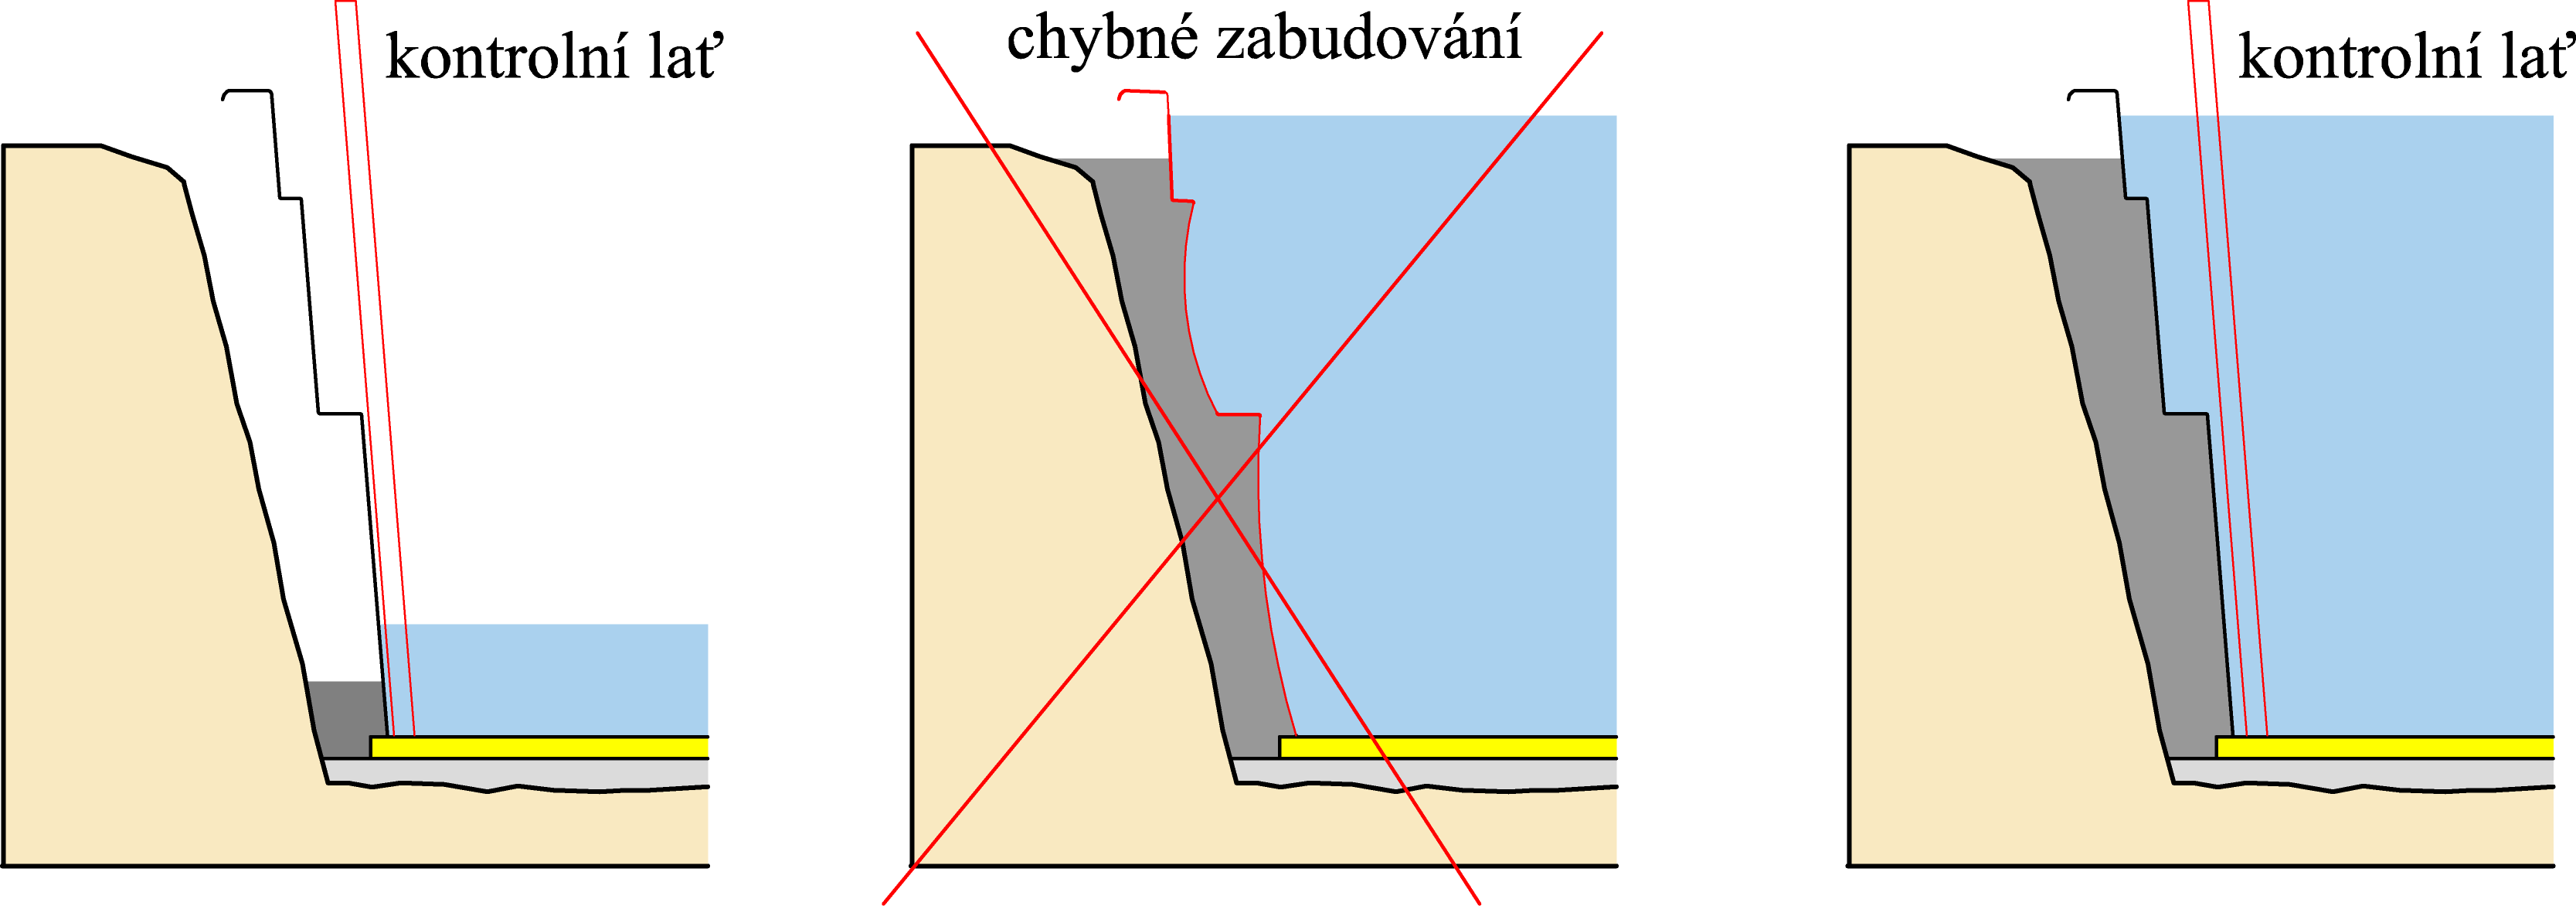 kontrolní lať
chybné zabudování
kontrolní lať